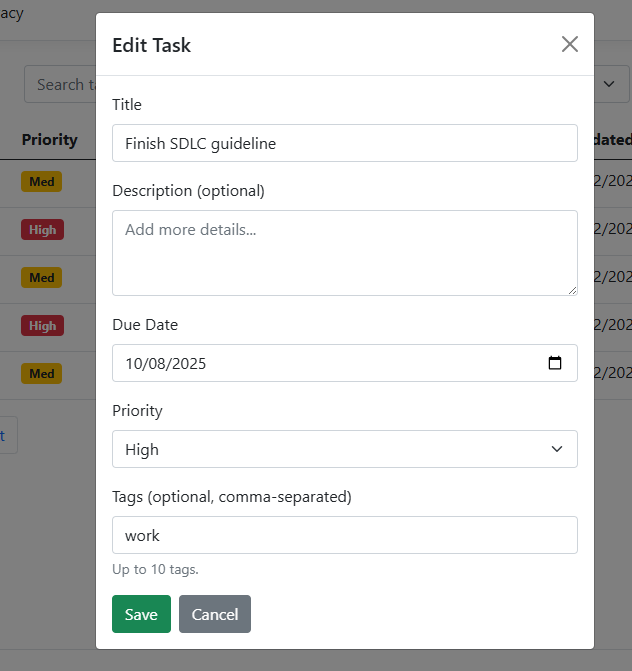 acy
Edit Task
Search ta
Title
Priority
dated
Finish SDLC guideline
Med
2/202
Description (optional)
High
Add more details...
2/202
Med
2/202
Due Date
High
2/202
10/08/2025
Med
2/202
Priority
t
High
Tags (optional, comma-separated)
work
Up to 10 tags.
Save
Cancel